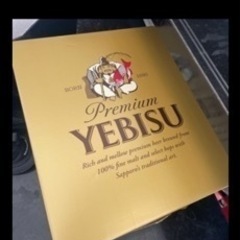 Premium
YEBISU
Rich and mellow premium beer brewed from
100% fine malt and select hops with
Sapporo's traditional art.